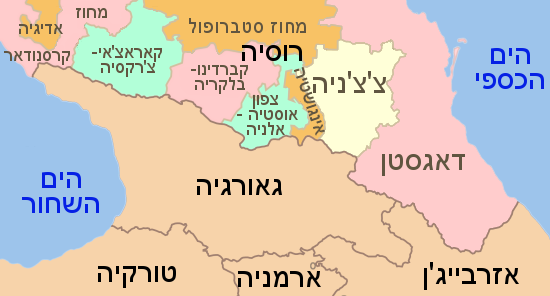 מחוז
אדיגיה
קרסנודאר
מחוז סטברופול
רוסיה
קאראצ'אי-
צ'רקסיה
קברדינו-
בלקריה
צפון
אוסטיה -
אלניה
אינגושטיה
צ'צ'ניה
הים
הכספי
דאגסטן
גאורגיה
הים
השחור
טורקיה
ארמניה
אזרבייג'ן